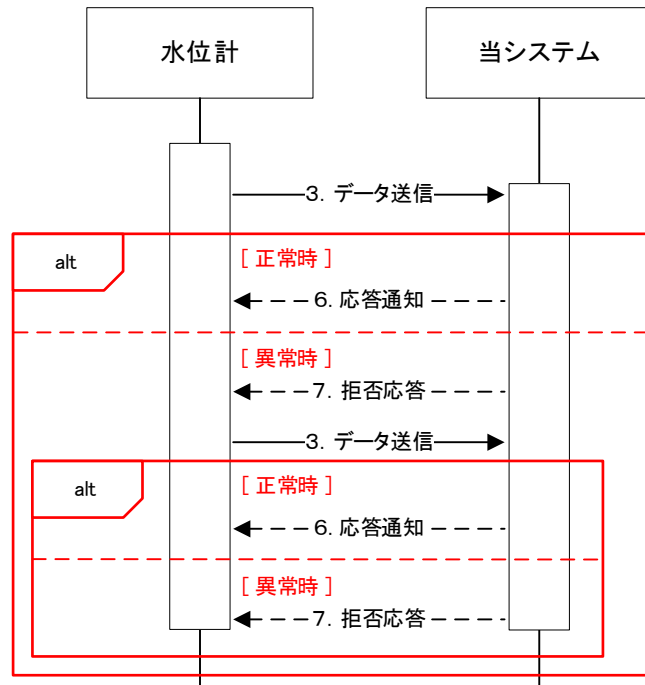 水位計
当システム
3. データ送信
alt
[ 正常時 ]
6. 応答通知
[ 異常時 ]
7. 拒否応答
3. データ送信
alt
[ 正常時 ]
6. 応答通知
[ 異常時 ]
7. 拒否応答